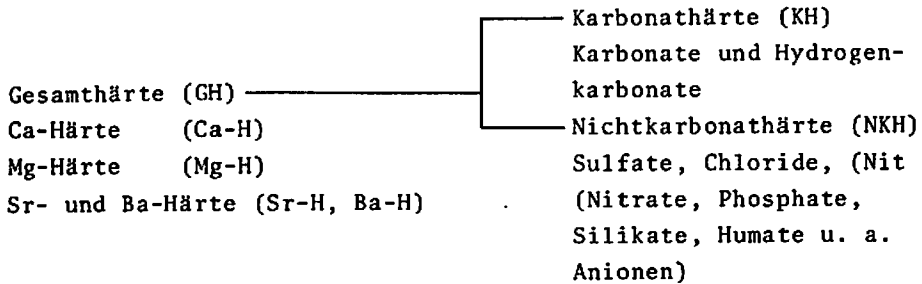 Gesamthärte (GH)
Ca-Härte (Ca-H)
Mg-Härte (Mg-H)
Sr- und Ba-Härte (Sr-H, Ba-H)
Karbonathärte (KH)
Karbonate und Hydrogen-
karbonate
Nichtkarbonathärte (NKH)
Sulfate, Chloride, (Nit
(Nitrate, Phosphate,
Silikate, Humate u. a.
Anionen)